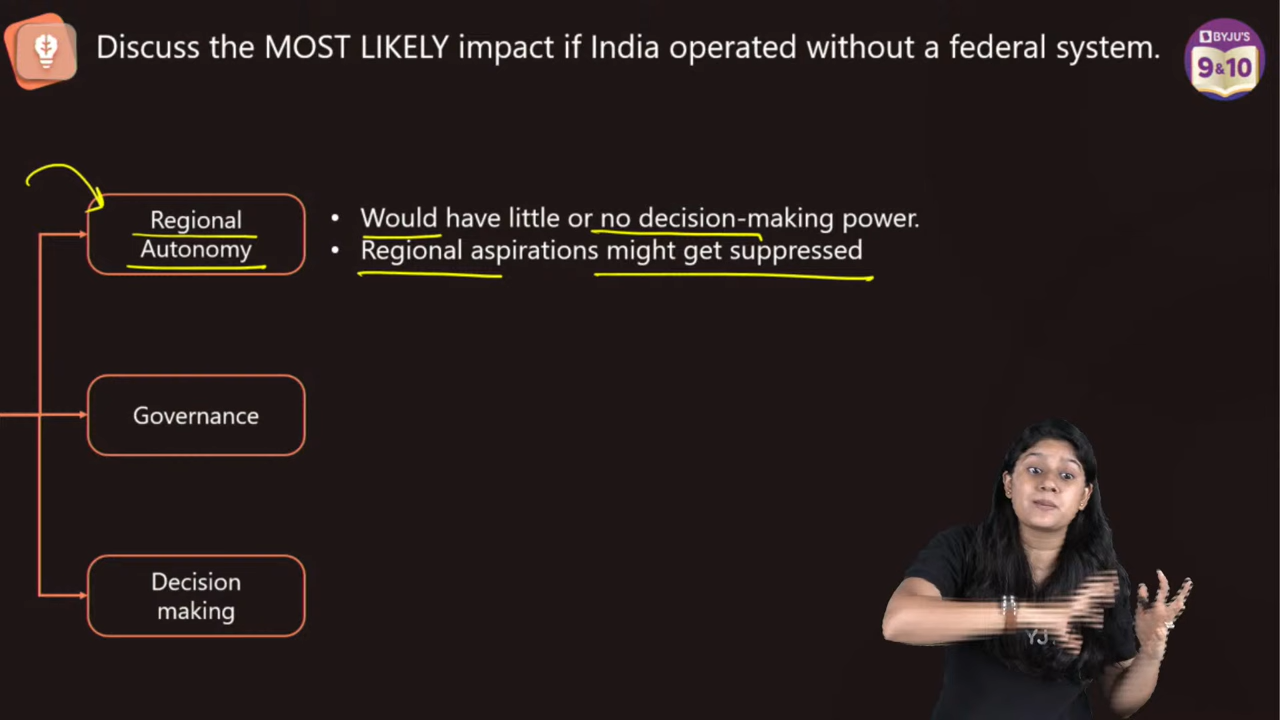 Discuss the MOST LIKELY impact if India operated without a federal system.
BYJU'S
9&10
Regional
Autonomy
• Would have little or no decision-making power.
• Regional aspirations might get suppressed
Governance
Decision
making
YJ